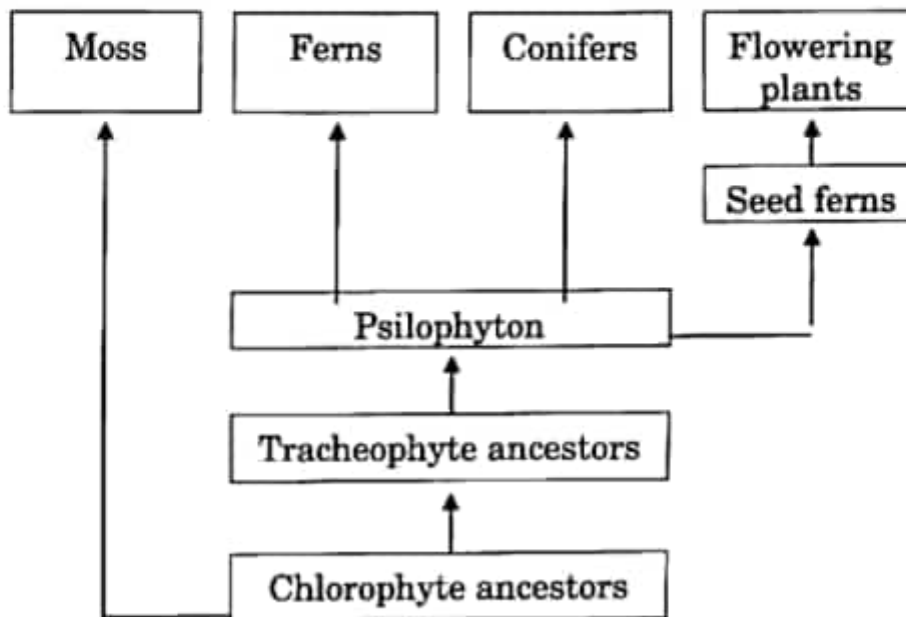 Moss
Ferns
Conifers
Flowering
plants
Seed ferns
Psilophyton
Tracheophyte ancestors
Chlorophyte ancestors